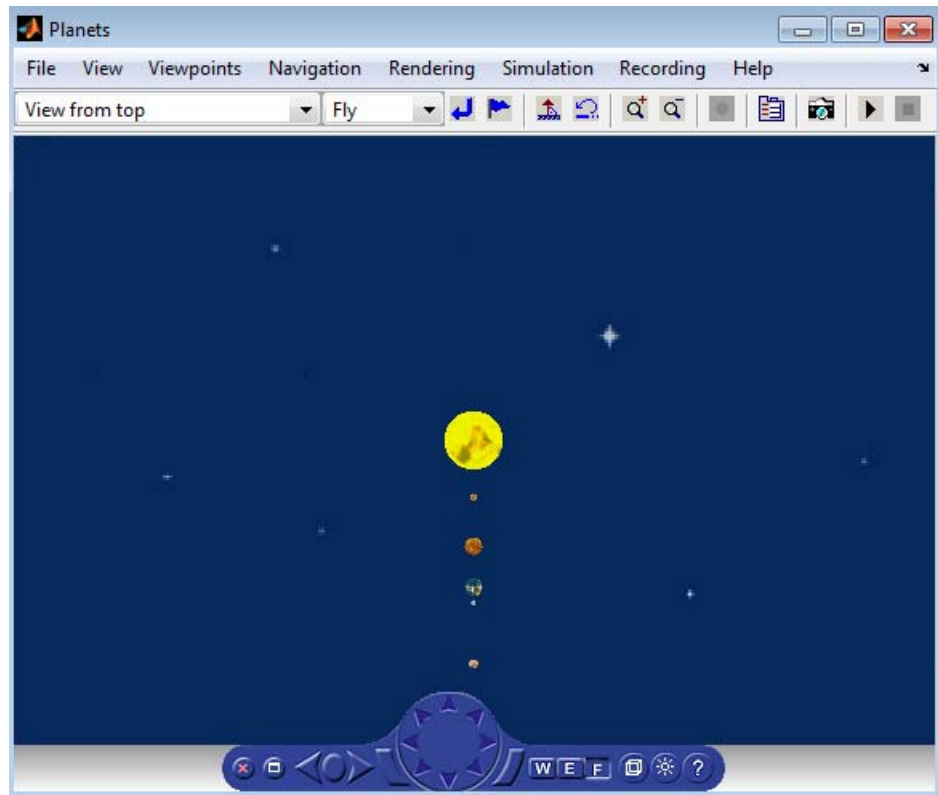 Planets
File View Viewpoints Navigation Rendering Simulation Recording Help
View from top Fly
W E F ?